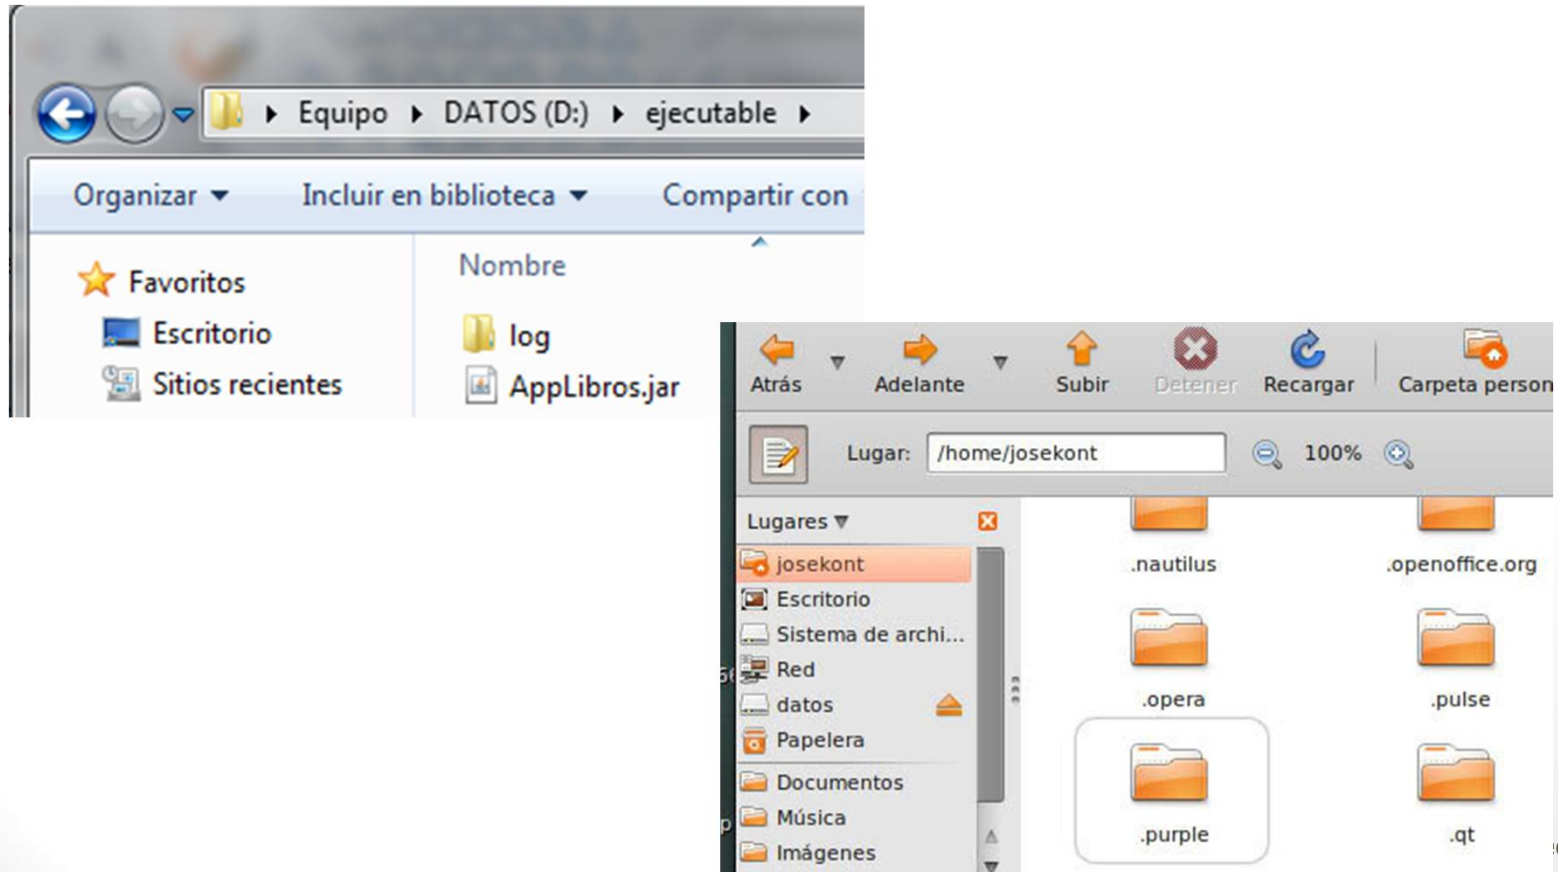 Equipo ▸ DATOS (D:) ▸ ejecutable ▸
Organizar Incluir en biblioteca Compartir con
Favoritos
Escritorio
Sitios recientes
Nombre
log
AppLibros.jar
Atrás Adelante Subir Detener Recargar Carpeta person
Lugar: /home/josekont 100%
Lugares
josekont
Escritorio
Sistema de archi...
Red
datos
Papelera
Documentos
Música
Imágenes
.nautilus .openoffice.org
.opera .pulse
.purple .qt